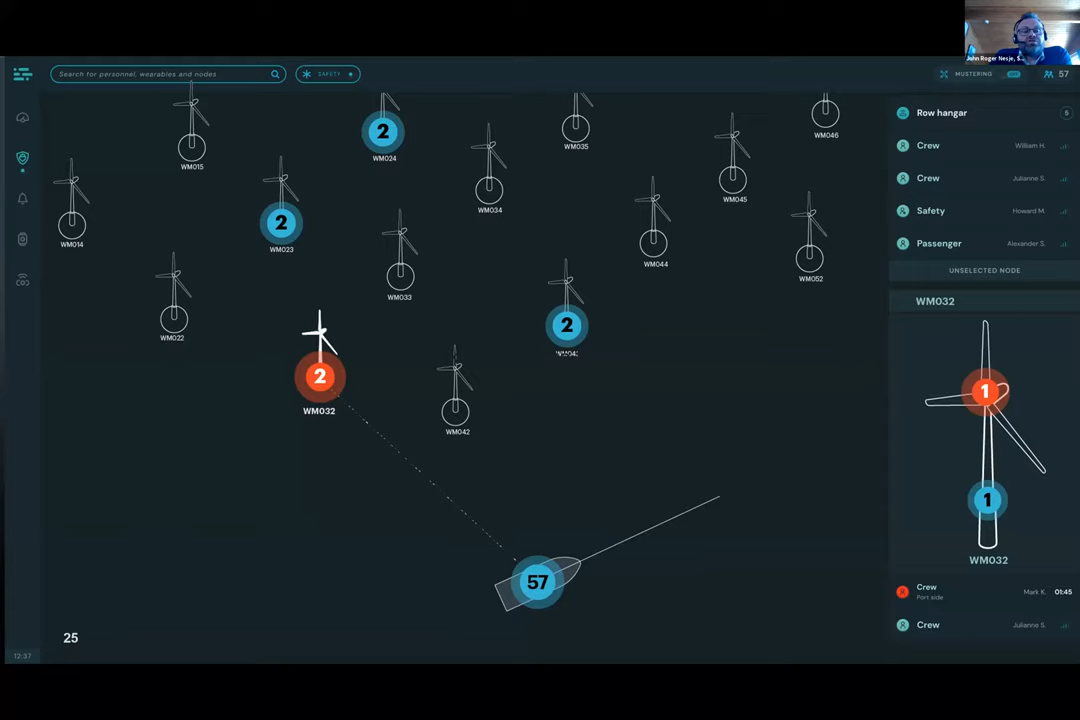 John Roger Nesje, S...
Search for personnel, wearables and nodes
SAFETY
MUSTERING
OFF
57
Row hangar
5
Crew
William H.
Crew
Julianne S.
Safety
Howard M.
Passenger
Alexander S.
UNSELECTED NODE
WM032
1
1
WM032
Crew
Port side
Mark K.
01:45
Crew
Julianne S.
WM015
2
WM024
WM035
WM046
WM034
WM045
WM014
2
WM023
WM044
WM033
WM052
WM022
2
2
WM032
WM042
57
25
12:37